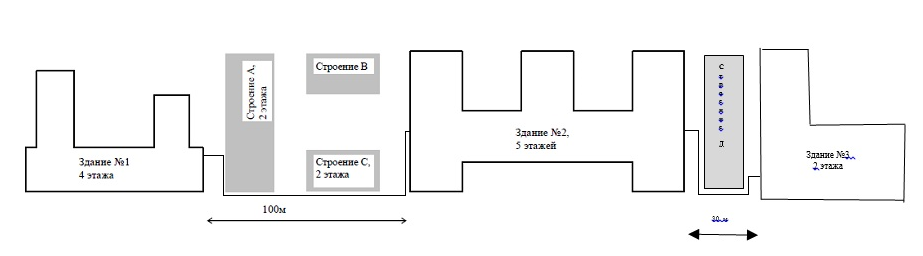 Здание №1
4 этажа
Строение А,
2 этажа
Строение В
Строение С,
2 этажа
100м
Здание №2,
5 этажей
Здание №3,
2 этажа